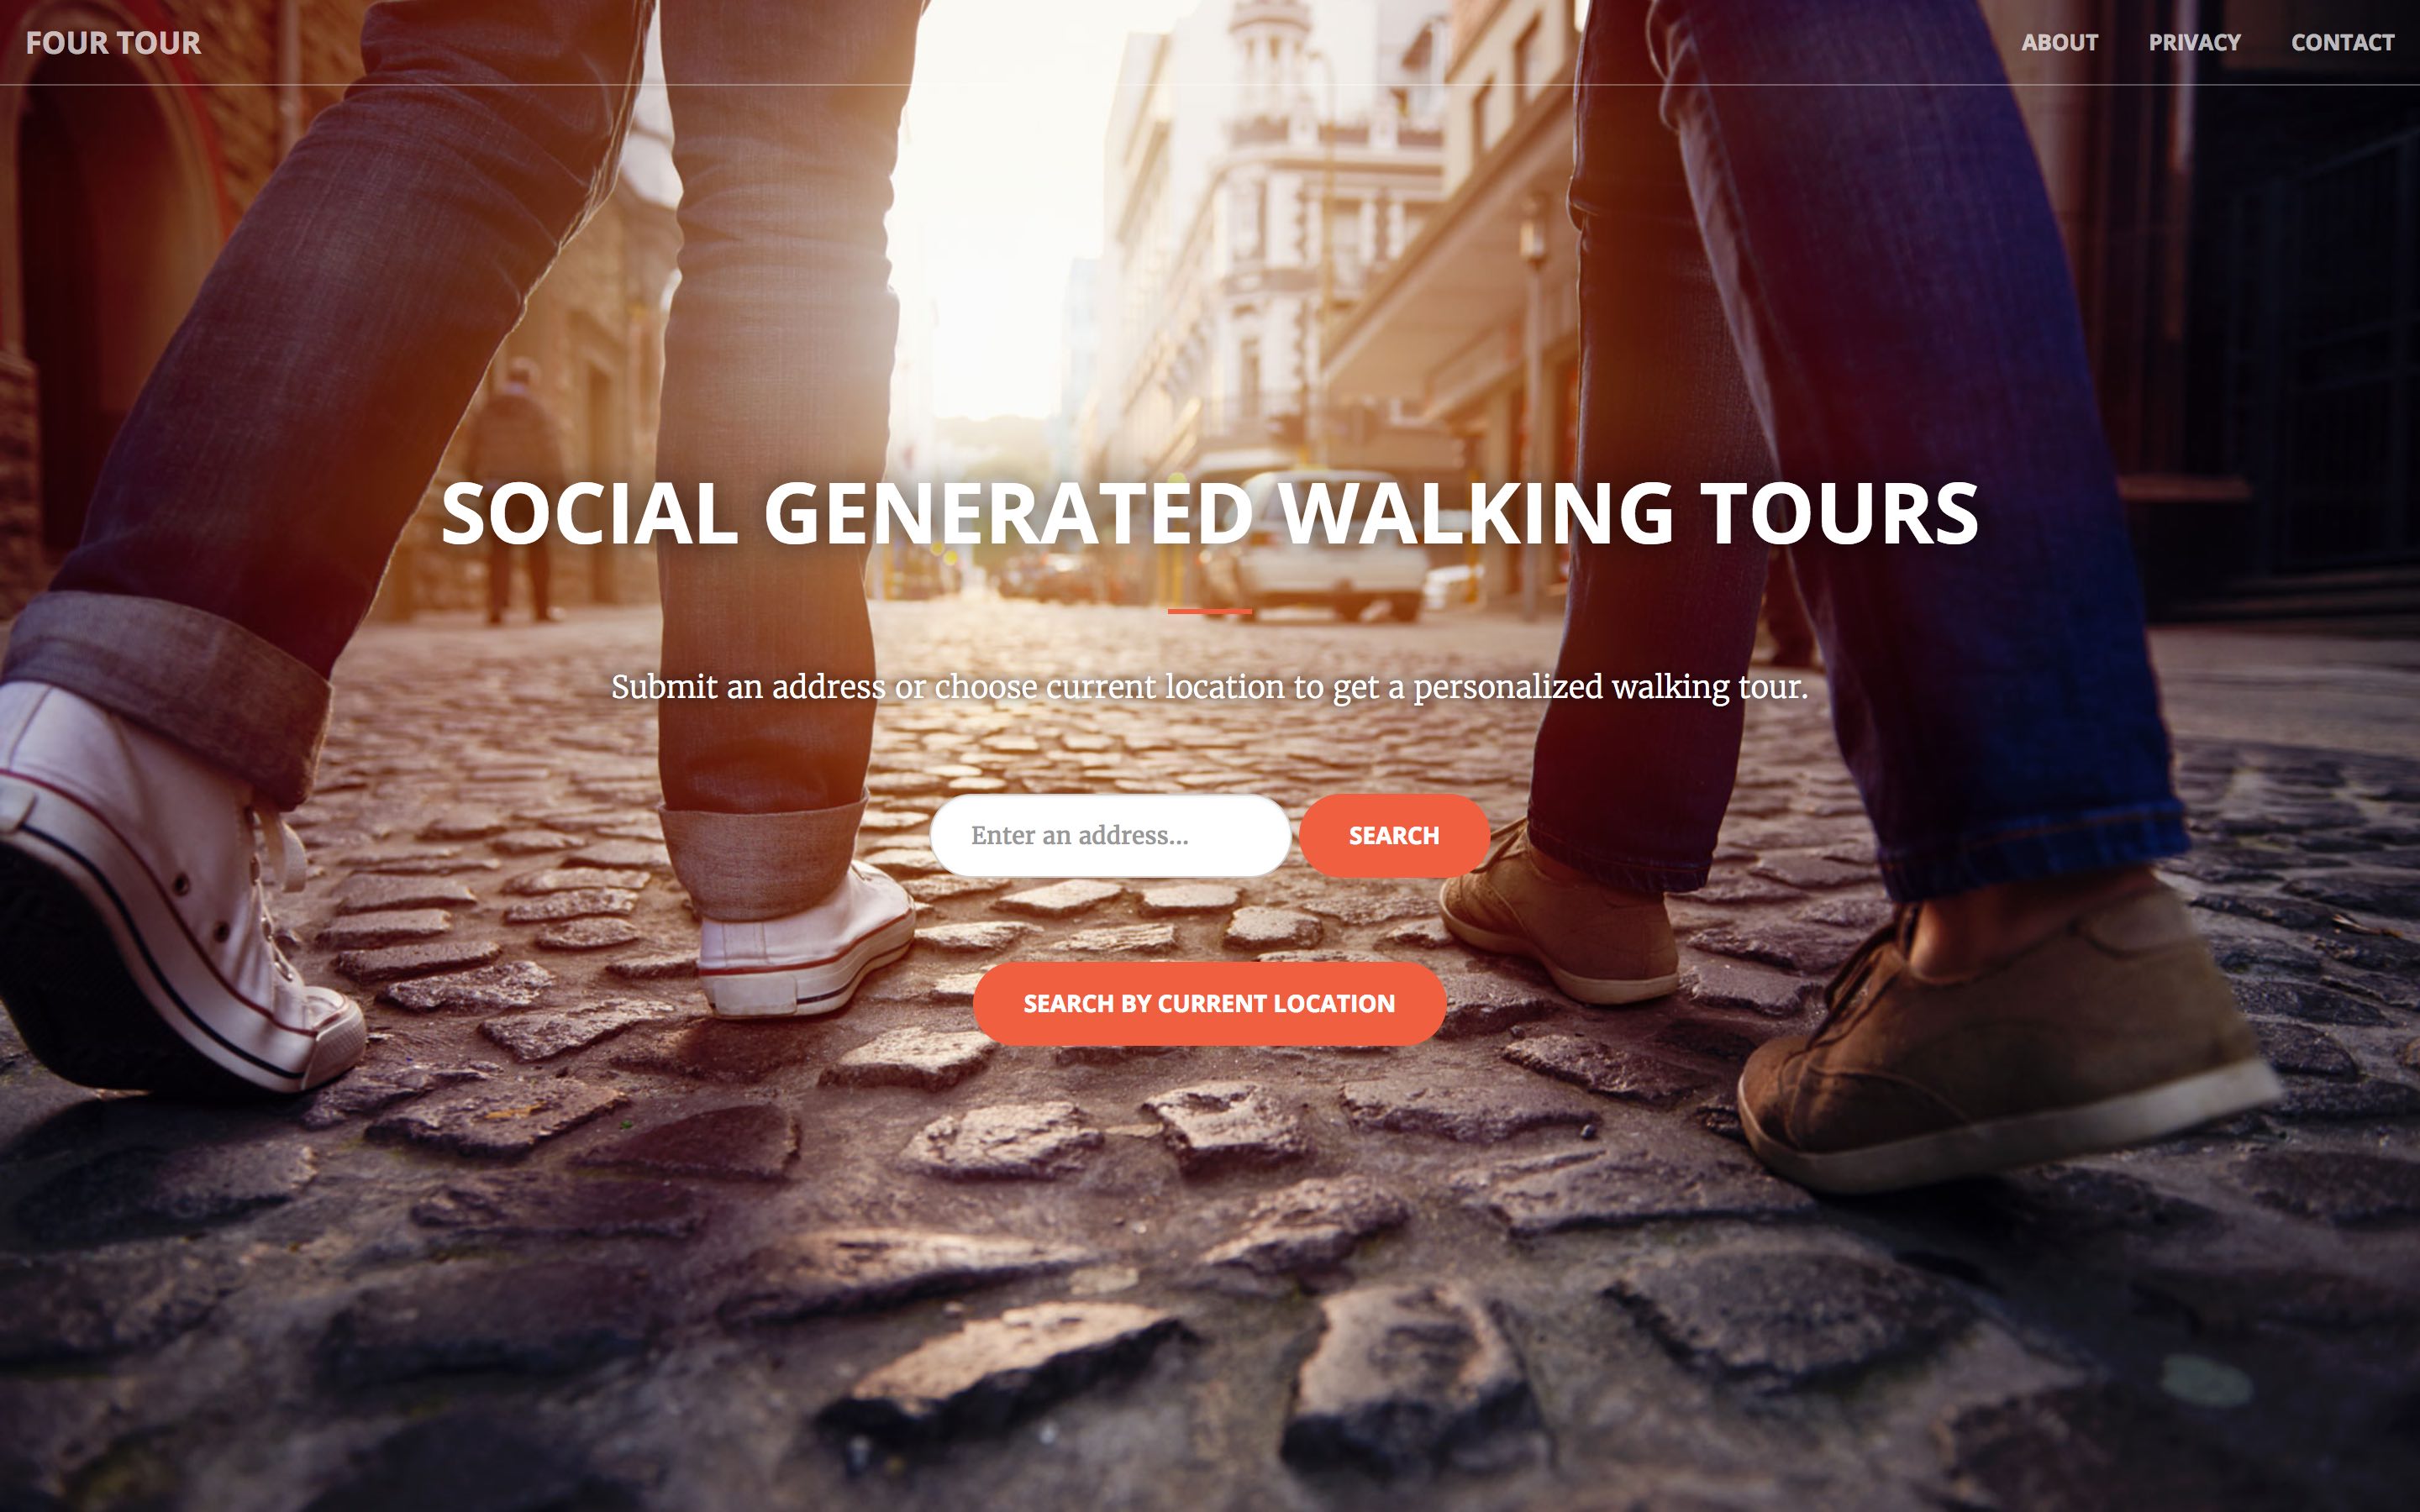 FOUR TOUR
ABOUT PRIVACY CONTACT
SOCIAL GENERATED WALKING TOURS
Submit an address or choose current location to get a personalized walking tour.
Enter an address...
SEARCH
SEARCH BY CURRENT LOCATION